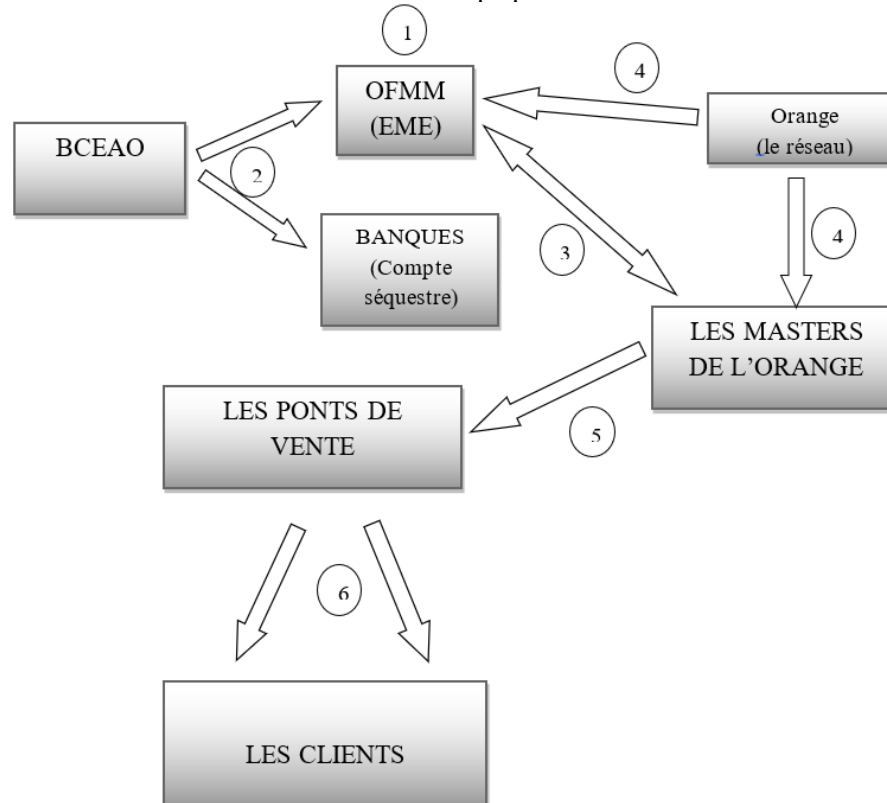 1
OFMM
(EME)
4
Orange
(le réseau)
BCEAO
2
BANQUES
(Compte
séquestre)
3
4
LES MASTERS
DE L'ORANGE
LES PONTS DE
VENTE
5
6
LES CLIENTS